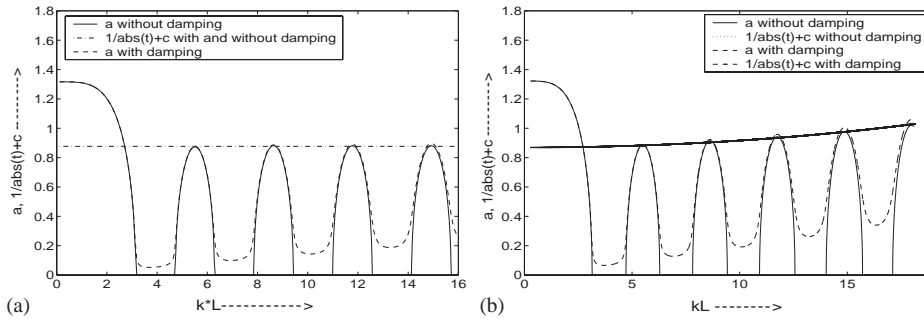 a without damping
1/abs(t)+c with and without damping
a with damping
a, 1/abs(t)+c ---------->
1.8
1.6
1.4
1.2
1
0.8
0.6
0.4
0.2
0
0 2 4 6 8 10 12 14 16
k*L------------->
(a)
a without damping
1/abs(t)+c without damping
a with damping
1/abs(t)+c with damping
a, 1/abs(t)+c ---------->
1.8
1.6
1.4
1.2
1
0.8
0.6
0.4
0.2
0
0 5 10 15
kL ------->
(b)